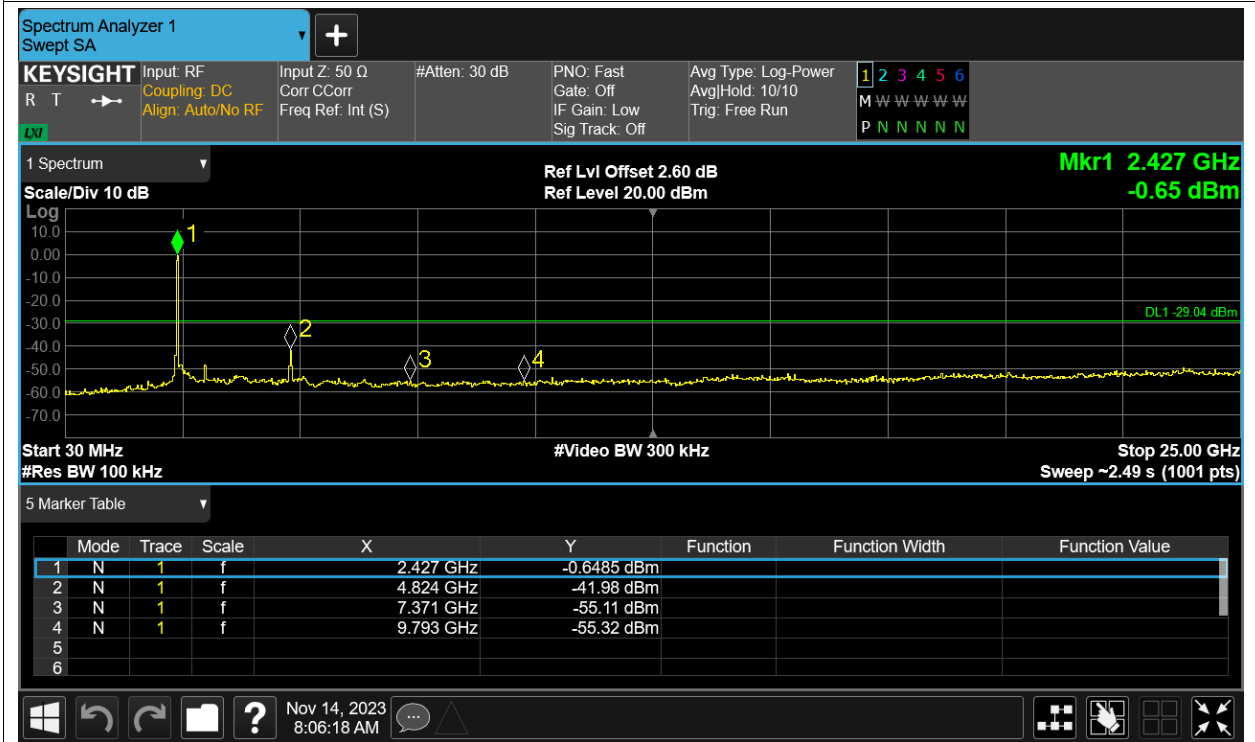 Spectrum Analyzer 1
Swept SA
+
KEYSIGHT Input: RF Input Z: 50 Ω #Atten: 30 dB PNO: Fast Avg Type: Log-Power 1 2 3 4 5 6
R T Coupling: DC Corr CCorr Gate: Off Avg|Hold: 10/10 M W W W W W
Align: Auto/No RF Freq Ref: Int (S) IF Gain: Low Trig: Free Run
LXI Sig Track: Off P N N N N N
1 Spectrum Ref Lvl Offset 2.60 dB Mkr1 2.427 GHz
Scale/Div 10 dB Ref Level 20.00 dBm -0.65 dBm
Log
10.0 1
0.00
-10.0
-20.0
DL1 -29.04 dBm
-30.0 2
-40.0 3 4
-50.0
-60.0
-70.0
Start 30 MHz #Video BW 300 kHz Stop 25.00 GHz
#Res BW 100 kHz Sweep ~2.49 s (1001 pts)
5 Marker Table
Mode Trace Scale X Y Function Function Width Function Value
1 N 1 f 2.427 GHz -0.6485 dBm
2 N 1 f 4.824 GHz -41.98 dBm
3 N 1 f 7.371 GHz -55.11 dBm
4 N 1 f 9.793 GHz -55.32 dBm
5
6
? Nov 14, 2023
8:06:18 AM